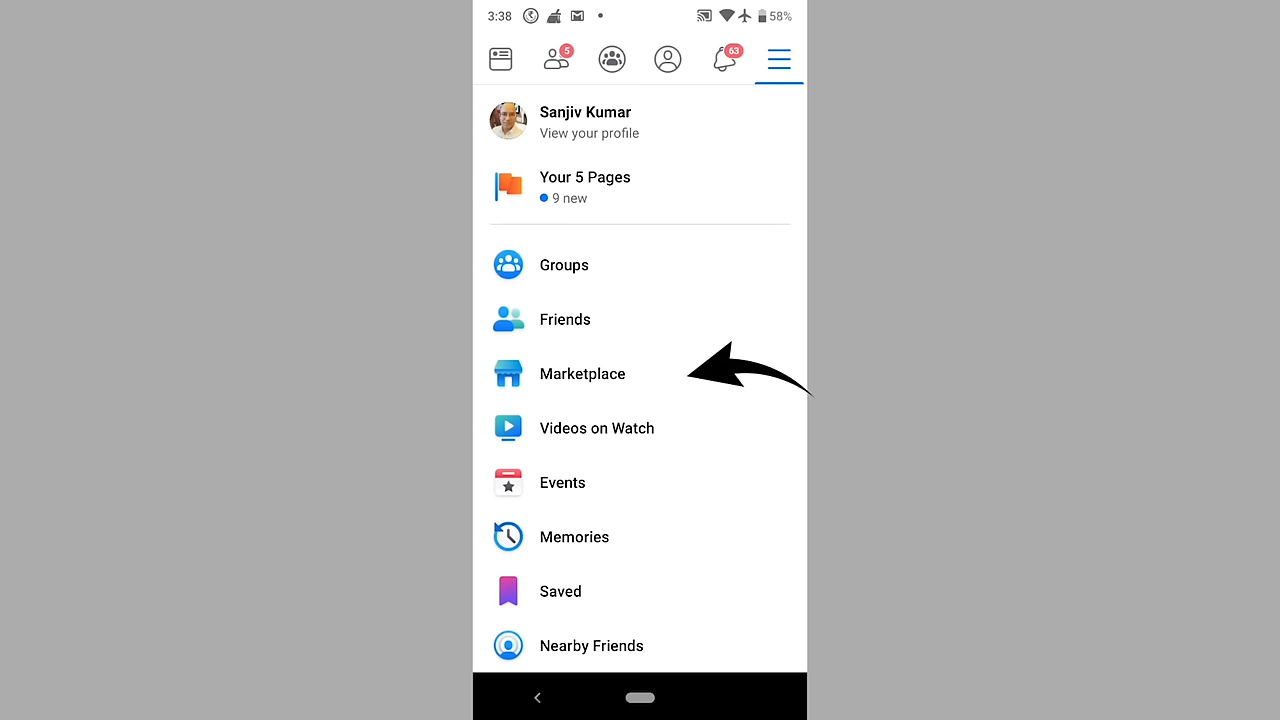 3:38
58%
5
63
Sanjiv Kumar
View your profile
Your 5 Pages
9 new
Groups
Friends
Marketplace
Videos on Watch
Events
Memories
Saved
Nearby Friends